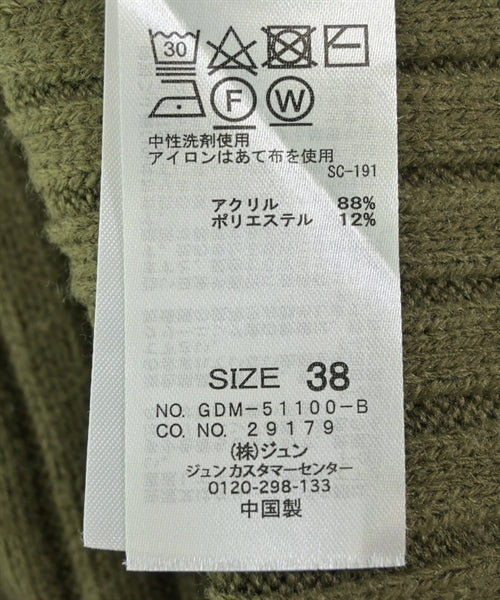 30
F W
中性洗剤使用
アイロンはあて布を使用
SC-191
アクリル 88%
ポリエステル 12%
SIZE 38
NO. GDM-51100-B
CO. NO. 29179
(株)ジュン
ジュン カスタマーセンター
0120-298-133
中国製